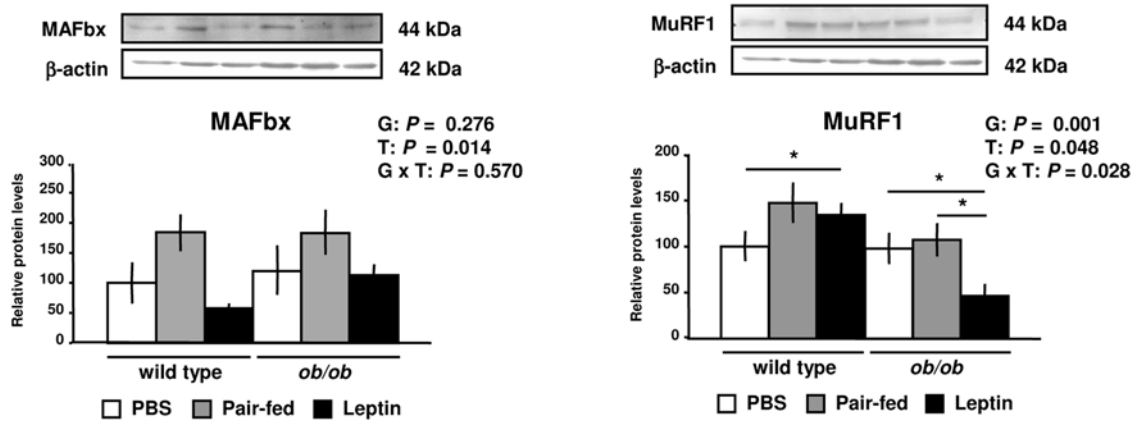 MAFbx 44 kDa
β-actin 42 kDa
MAFbx
G: P = 0.276
T: P = 0.014
G x T: P = 0.570
Relative protein levels
300
250
200
150
100
50
0
wild type ob/ob
PBS Pair-fed Leptin
MuRF1 44 kDa
β-actin 42 kDa
MuRF1
G: P = 0.001
T: P = 0.048
G x T: P = 0.028
Relative protein levels
200
150
100
50
0
*
*
*
wild type ob/ob
PBS Pair-fed Leptin